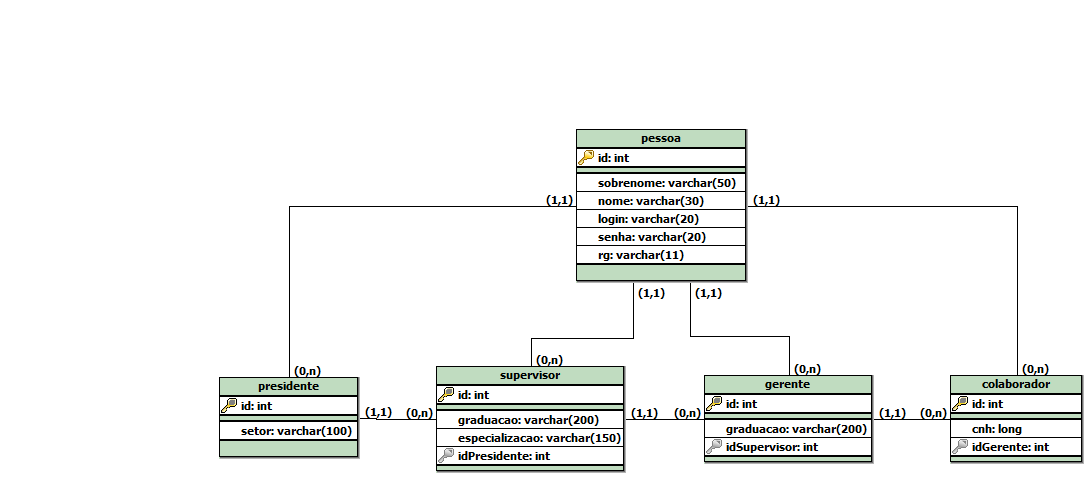 pessoa
id: int
sobrenome: varchar(50)
nome: varchar(30)
login: varchar(20)
senha: varchar(20)
rg: varchar(11)
(1,1)
(1,1)
(1,1)
(1,1)
(0,n)
(0,n)
(0,n)
(0,n)
presidente
id: int
setor: varchar(100)
(1,1)
(0,n)
supervisor
id: int
graduacao: varchar(200)
especializacao: varchar(150)
idPresidente: int
(1,1)
(0,n)
gerente
id: int
graduacao: varchar(200)
idSupervisor: int
(1,1)
(0,n)
colaborador
id: int
cnh: long
idGerente: int